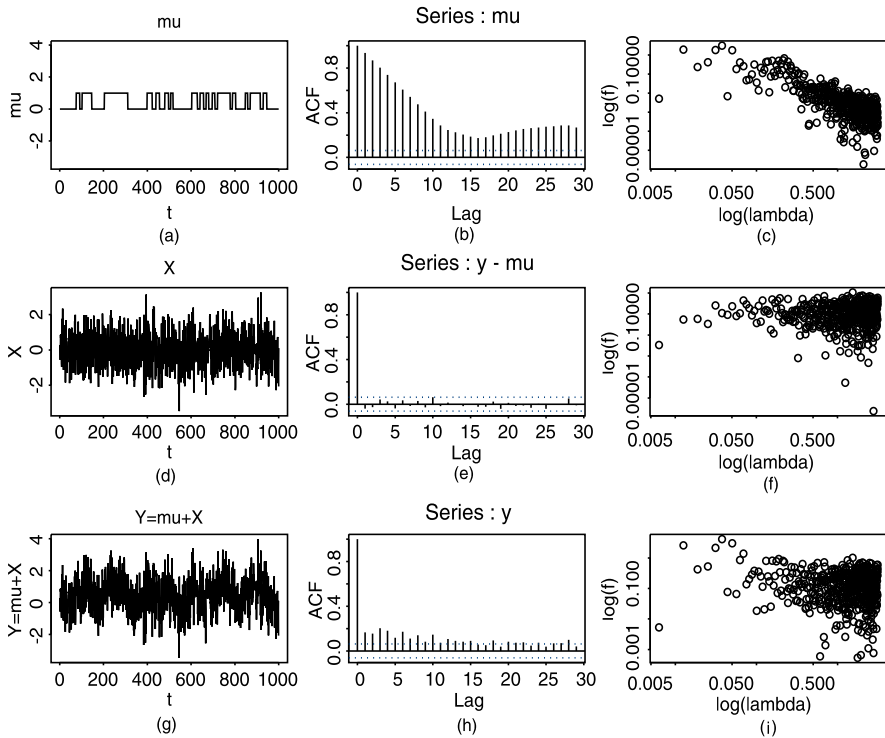 mu
mu
4
2
0
-2
0 200 400 600 800 1000
t
(a)
Series : mu
ACF
0.8
0.4
0.0
0 5 10 15 20 25 30
Lag
(b)
log(f)
0.10000
0.00001
0.005 0.050 0.500
log(lambda)
(c)
X
X
2
0
-2
0 200 400 600 800 1000
t
(d)
Series : y - mu
ACF
0.8
0.4
0.0
0 5 10 15 20 25 30
Lag
(e)
log(f)
0.10000
0.00001
0.005 0.050 0.500
log(lambda)
(f)
Y=mu+X
Y=mu+X
4
2
0
-2
0 200 400 600 800 1000
t
(g)
Series : y
ACF
0.8
0.4
0.0
0 5 10 15 20 25 30
Lag
(h)
log(f)
0.100
0.001
0.005 0.050 0.500
log(lambda)
(i)